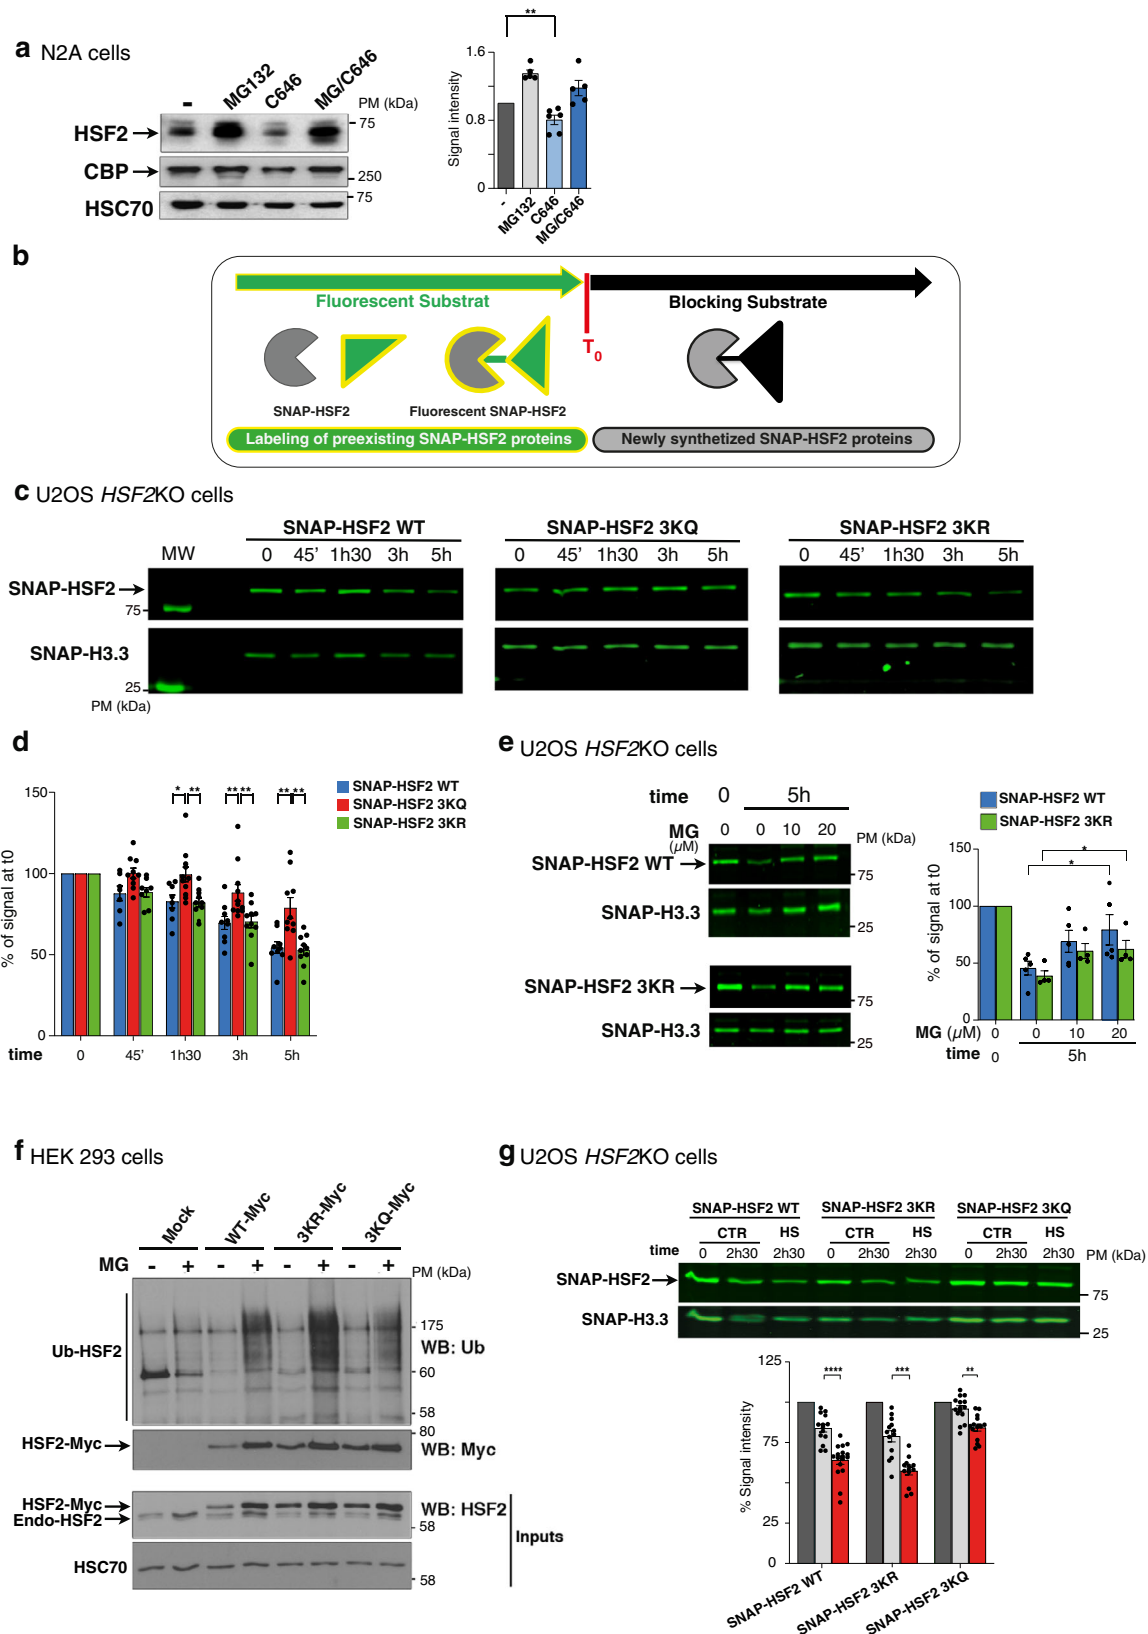 a N2A cells
- MG132 C646 MG/C646 PM (kDa)
HSF2
75
CBP
250
HSC70
75
**
Signal intensity
1.6
0.8
0
- MG132 C646 MG/C646
b
Fluorescent Substrat
Blocking Substrate
T0
SNAP-HSF2
Fluorescent SNAP-HSF2
Labeling of preexisting SNAP-HSF2 proteins
Newly synthetized SNAP-HSF2 proteins
c U2OS HSF2KO cells
SNAP-HSF2 WT SNAP-HSF2 3KQ SNAP-HSF2 3KR
MW 0 45' 1h30 3h 5h 0 45' 1h30 3h 5h 0 45' 1h30 3h 5h
SNAP-HSF2
75
SNAP-H3.3
25
PM (kDa)
d
% of signal at t0
150
100
50
0
* ** ** ** ** **
SNAP-HSF2 WT
SNAP-HSF2 3KQ
SNAP-HSF2 3KR
time 0 45' 1h30 3h 5h
e U2OS HSF2KO cells
time 0 5h
MG (µM) 0 0 10 20 PM (kDa)
SNAP-HSF2 WT
75
SNAP-H3.3
25
SNAP-HSF2 3KR
75
SNAP-H3.3
25
SNAP-HSF2 WT
SNAP-HSF2 3KR
% of signal at t0
150
100
50
0
*
*
MG (µM) 0 0 10 20
time 0 5h
f HEK 293 cells
Mock WT-Myc 3KR-Myc 3KQ-Myc
MG - + - + - + - + PM (kDa)
Ub-HSF2
175
WB: Ub
60
58
80
HSF2-Myc
WB: Myc
HSF2-Myc
Endo-HSF2
WB: HSF2
58
Inputs
HSC70
58
g U2OS HSF2KO cells
SNAP-HSF2 WT SNAP-HSF2 3KR SNAP-HSF2 3KQ
CTR HS CTR HS CTR HS
time 0 2h30 2h30 0 2h30 2h30 0 2h30 2h30 PM (kDa)
SNAP-HSF2
75
SNAP-H3.3
25
% Signal intensity
125
75
25
0
**** *** **
SNAP-HSF2 WT SNAP-HSF2 3KR SNAP-HSF2 3KQ